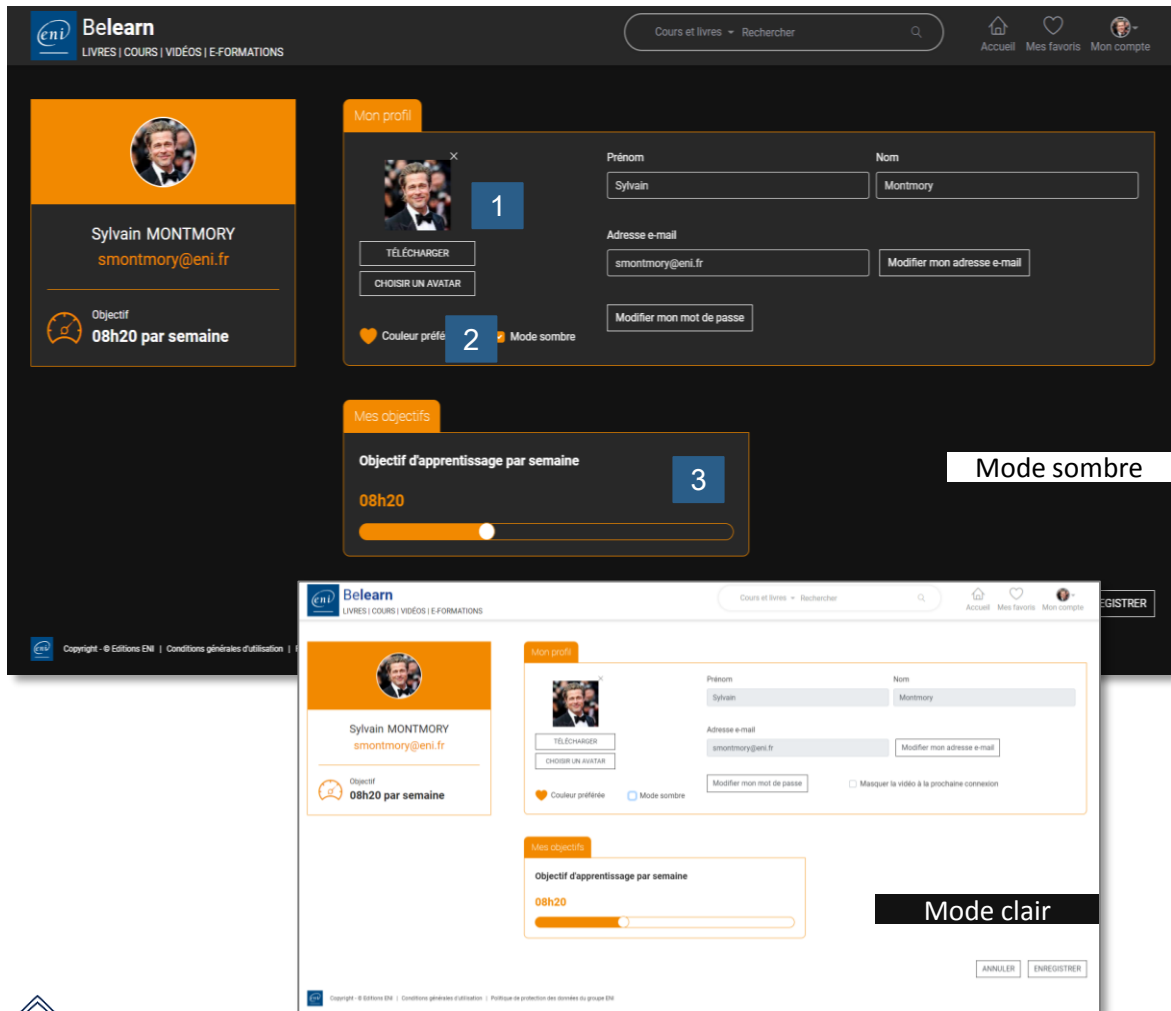 eni
Belearn
LIVRES | COURS | VIDÉOS | E-FORMATIONS
Cours et livres Rechercher
Accueil Mes favoris Mon compte
Sylvain MONTMORY
smontmory@eni.fr
Objectif
08h20 par semaine
Mon profil
1
TÉLÉCHARGER
CHOISIR UN AVATAR
Couleur préfé 2 Mode sombre
Prénom Nom
Sylvain Montmory
Adresse e-mail
smontmory@eni.fr Modifier mon adresse e-mail
Modifier mon mot de passe
Mes objectifs
Objectif d'apprentissage par semaine
3
08h20
Mode sombre
EGISTRER
eni Copyright - © Editions ENI | Conditions générales d'utilisation |
eni
Belearn
LIVRES | COURS | VIDÉOS | E-FORMATIONS
Cours et livres Rechercher
Accueil Mes favoris Mon compte
Sylvain MONTMORY
smontmory@eni.fr
Objectif
08h20 par semaine
Mon profil
TÉLÉCHARGER
CHOISIR UN AVATAR
Couleur préférée Mode sombre
Prénom Nom
Sylvain Montmory
Adresse e-mail
smontmory@eni.fr Modifier mon adresse e-mail
Modifier mon mot de passe Masquer la vidéo à la prochaine connexion
Mes objectifs
Objectif d'apprentissage par semaine
08h20
Mode clair
ANNULER ENREGISTRER
eni Copyright - © Editions ENI | Conditions générales d'utilisation | Politique de protection des données du groupe ENI